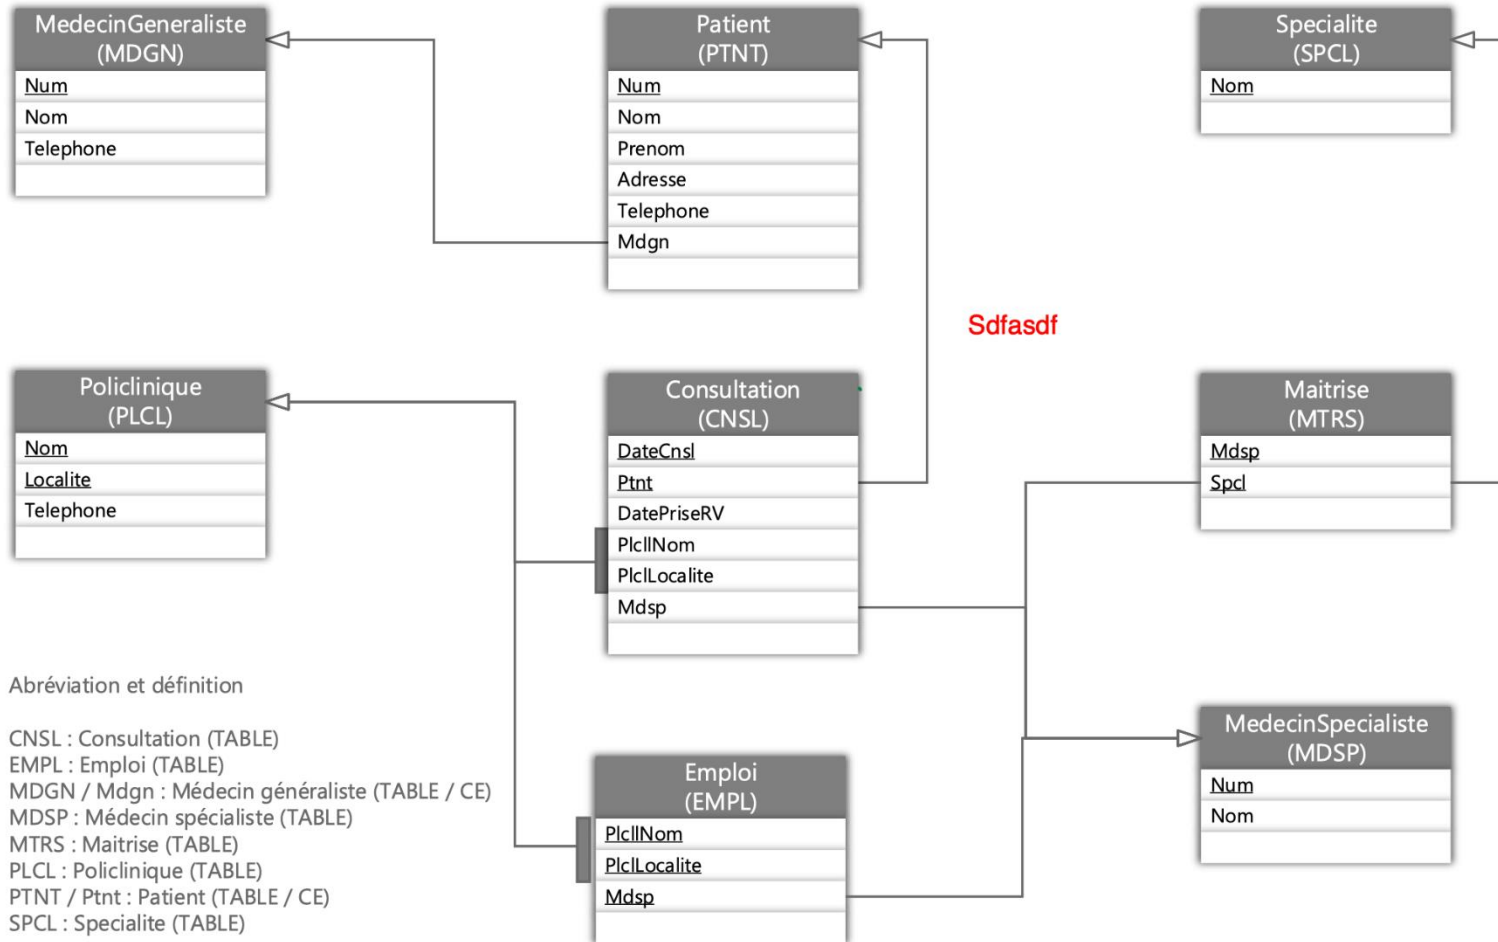 MedecinGeneraliste
(MDGN)
Num
Nom
Telephone
Patient
(PTNT)
Num
Nom
Prenom
Adresse
Telephone
Mdgn
Specialite
(SPCL)
Nom
Sdfasdf
Policlinique
(PLCL)
Nom
Localite
Telephone
Consultation
(CNSL)
DateCnsl
Ptnt
DatePriseRV
PlcllNom
PlclLocalite
Mdsp
Maitrise
(MTRS)
Mdsp
Spcl
Abréviation et définition
CNSL : Consultation (TABLE)
EMPL : Emploi (TABLE)
MDGN / Mdgn : Médecin généraliste (TABLE / CE)
MDSP : Médecin spécialiste (TABLE)
MTRS : Maitrise (TABLE)
PLCL : Policlinique (TABLE)
PTNT / Ptnt : Patient (TABLE / CE)
SPCL : Specialite (TABLE)
Emploi
(EMPL)
PlcllNom
PlclLocalite
Mdsp
MedecinSpecialiste
(MDSP)
Num
Nom